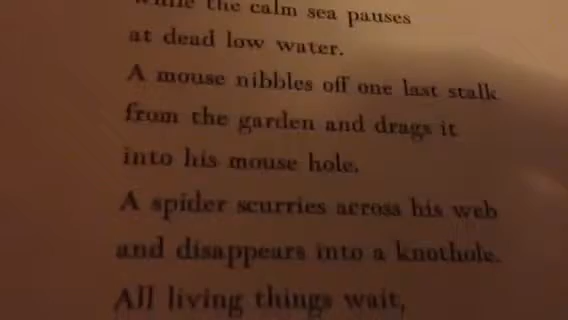 while the calm sea pauses
at dead low water.
A mouse nibbles off one last stalk
from the garden and drags it
into his mouse hole.
A spider scurries across his web
and disappears into a knothole.
All living things wait,